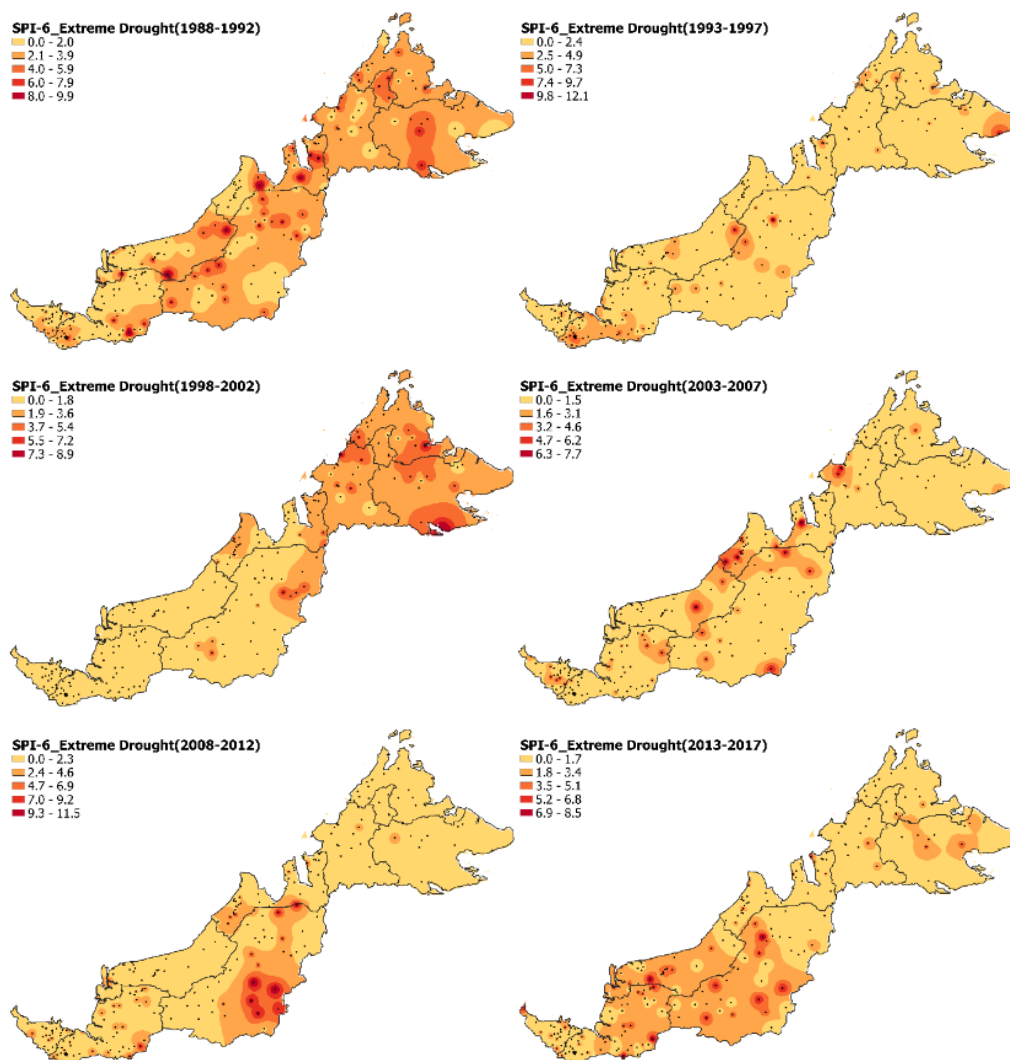 SPI-6_Extreme Drought(1988-1992)
0.0 - 2.0
2.1 - 3.9
4.0 - 5.9
6.0 - 7.9
8.0 - 9.9
SPI-6_Extreme Drought(1993-1997)
0.0 - 2.4
2.5 - 4.9
5.0 - 7.3
7.4 - 9.7
9.8 - 12.1
SPI-6_Extreme Drought(1998-2002)
0.0 - 1.8
1.9 - 3.6
3.7 - 5.4
5.5 - 7.2
7.3 - 8.9
SPI-6_Extreme Drought(2003-2007)
0.0 - 1.5
1.6 - 3.1
3.2 - 4.6
4.7 - 6.2
6.3 - 7.7
SPI-6_Extreme Drought(2008-2012)
0.0 - 2.3
2.4 - 4.6
4.7 - 6.9
7.0 - 9.2
9.3 - 11.5
SPI-6_Extreme Drought(2013-2017)
0.0 - 1.7
1.8 - 3.4
3.5 - 5.1
5.2 - 6.8
6.9 - 8.5